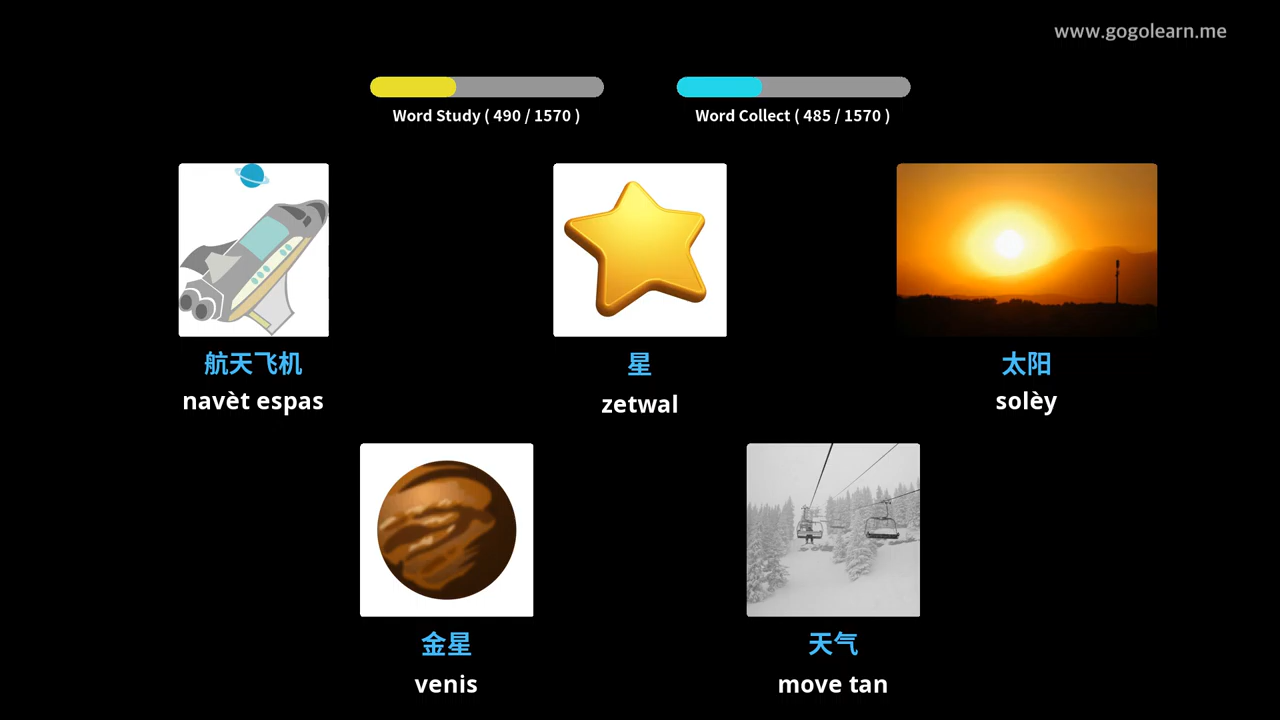 www.gogolearn.me
Word Study ( 490 / 1570 )
Word Collect ( 485 / 1570 )
航天飞机
navèt espas
星
zetwal
太阳
solèy
金星
venis
天气
move tan